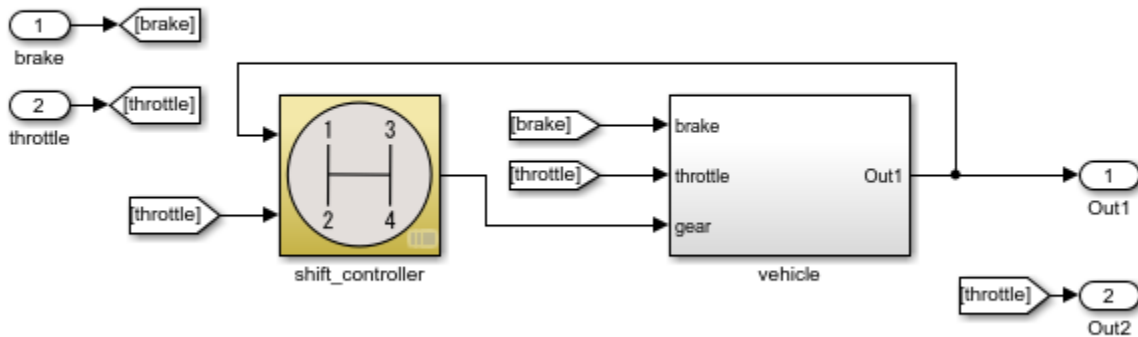 1
[brake]
brake
2
[throttle]
throttle
[throttle]
1 3
2 4
shift_controller
[brake]
[throttle]
brake
throttle
gear
Out1
vehicle
1
Out1
[throttle]
2
Out2